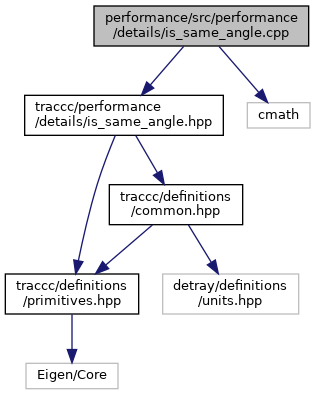 performance/src/performance
/details/is_same_angle.cpp
traccc/performance
/details/is_same_angle.hpp
cmath
traccc/definitions
/common.hpp
traccc/definitions
/primitives.hpp
detray/definitions
/units.hpp
Eigen/Core